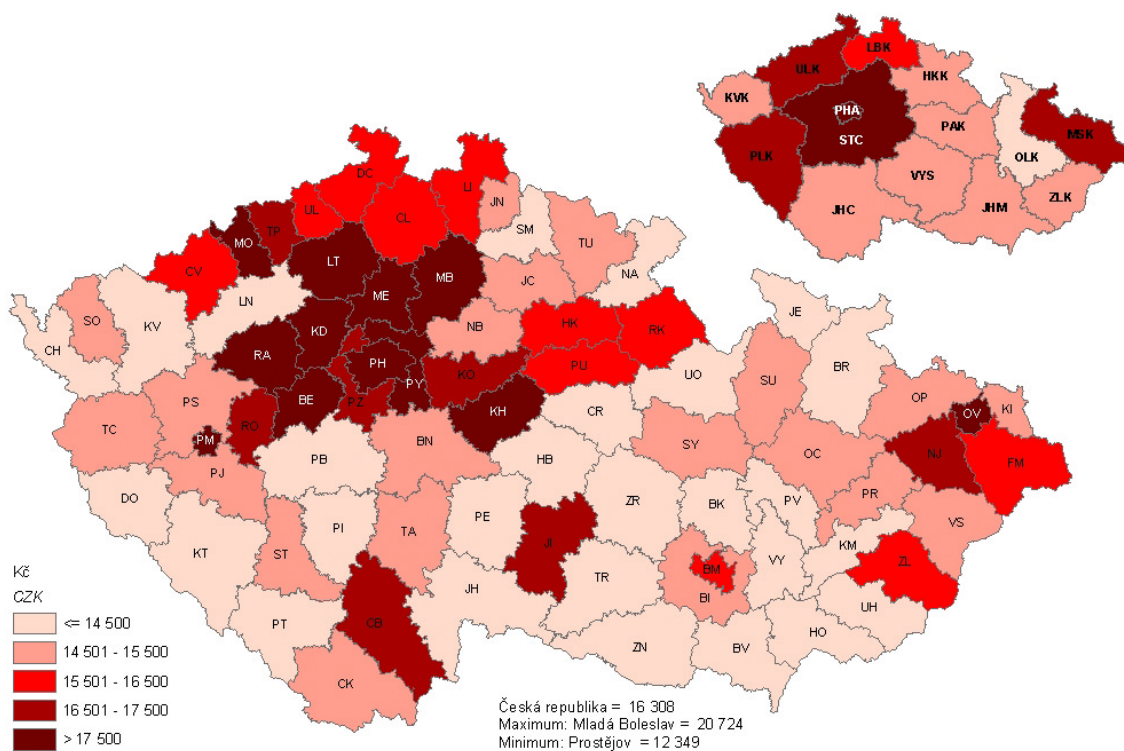 LBK
ULK
HKK
KVK
PHA
STC
PAK
MSK
PLK
OLK
VYS
ZLK
JHC
JHM
DC
LI
UL
JN
CL
SM
TP
MO
TU
LT
CV
MB
NA
ME
JC
LN
JE
SO
KV
NB
HK
RK
KD
CH
RA
PH
PU
BR
PY
KO
UO
SU
BE
PZ
KH
OP
OV
KI
PS
RO
CR
TC
PM
BN
SY
OC
NJ
FM
PB
HB
PJ
PR
DO
PI
TA
PE
ZR
BK
PV
VS
KT
ST
JI
KM
ZL
BM
VY
JH
TR
BI
UH
PT
CB
HO
ZN
BV
CK
Kč
CZK
<= 14 500
14 501 - 15 500
15 501 - 16 500
16 501 - 17 500
> 17 500
Česká republika = 16 308
Maximum: Mladá Boleslav = 20 724
Minimum: Prostějov = 12 349